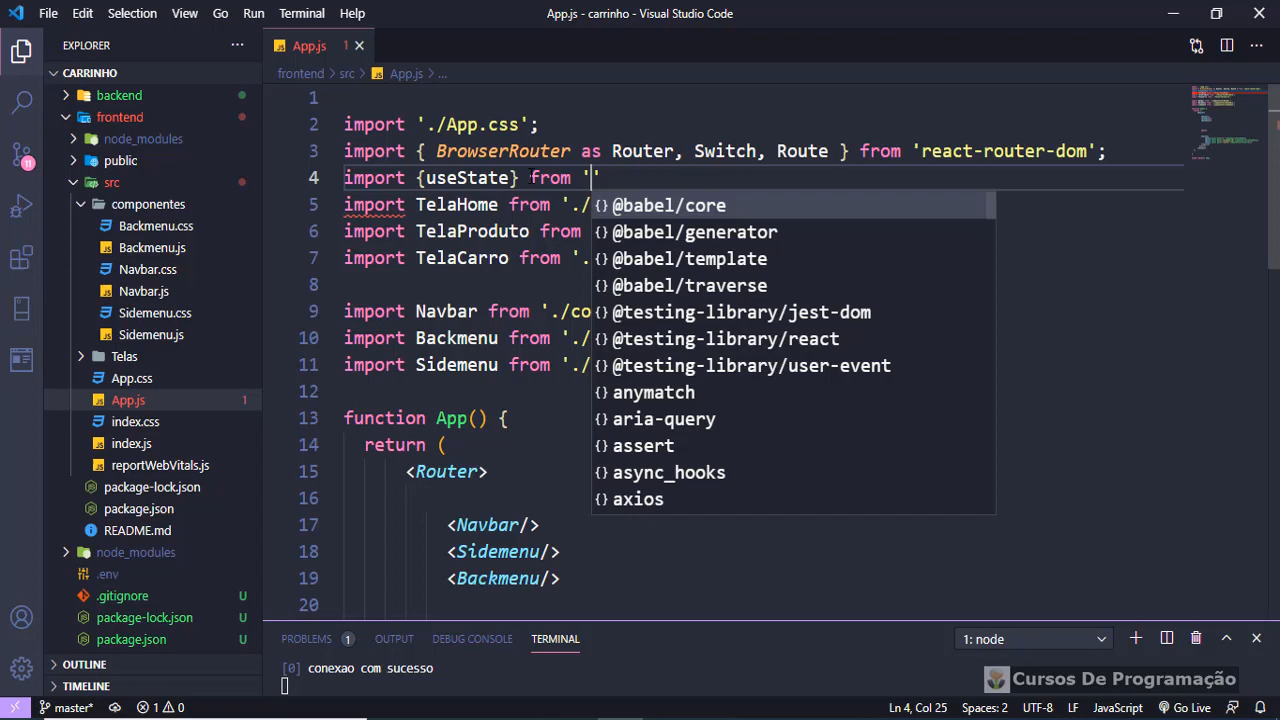 File Edit Selection View Go Run Terminal Help App.js - carrinho - Visual Studio Code
EXPLORER ...
App.js 1
CARRINHO
backend
frontend
node_modules
public
src
componentes
Backmenu.css
Backmenu.js
Navbar.css
Navbar.js
Sidemenu.css
Sidemenu.js
Telas
App.css
App.js 1
index.css
index.js
reportWebVitals.js
package-lock.json
package.json
README.md
node_modules
.env
.gitignore U
package-lock.json U
package.json U
OUTLINE
TIMELINE
11
frontend > src > App.js > ...
1
2 import './App.css';
3 import { BrowserRouter as Router, Switch, Route } from 'react-router-dom';
4 import {useState} from ''
5 import TelaHome from './
6 import TelaProduto from
7 import TelaCarro from '.
8
9 import Navbar from './co
10 import Backmenu from './
11 import Sidemenu from './
12
13 function App() {
14 return (
15 <Router>
16
17 <Navbar/>
18 <Sidemenu/>
19 <Backmenu/>
20
{} @babel/core
{} @babel/generator
{} @babel/template
{} @babel/traverse
{} @testing-library/jest-dom
{} @testing-library/react
{} @testing-library/user-event
{} anymatch
{} aria-query
{} assert
{} async_hooks
{} axios
PROBLEMS 1 OUTPUT DEBUG CONSOLE TERMINAL 1: node
[0] conexao com sucesso
Cursos De Programação
master* 1 0 Ln 4, Col 25 Spaces: 2 UTF-8 LF JavaScript Go Live